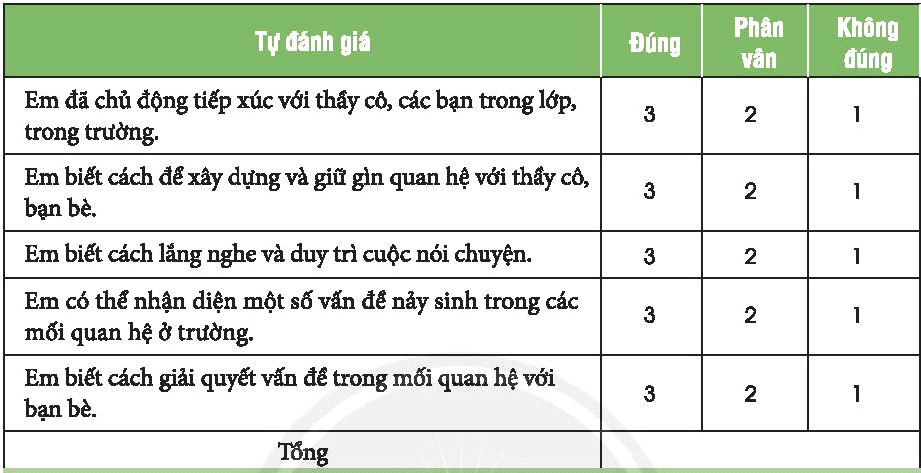 Tự đánh giá Đúng Phân vân Không đúng
Em đã chủ động tiếp xúc với thầy cô, các bạn trong lớp,
trong trường. 3 2 1
Em biết cách để xây dựng và giữ gìn quan hệ với thầy cô,
bạn bè. 3 2 1
Em biết cách lắng nghe và duy trì cuộc nói chuyện. 3 2 1
Em có thể nhận diện một số vấn đề nảy sinh trong các
mối quan hệ ở trường. 3 2 1
Em biết cách giải quyết vấn đề trong mối quan hệ với
bạn bè. 3 2 1
Tổng